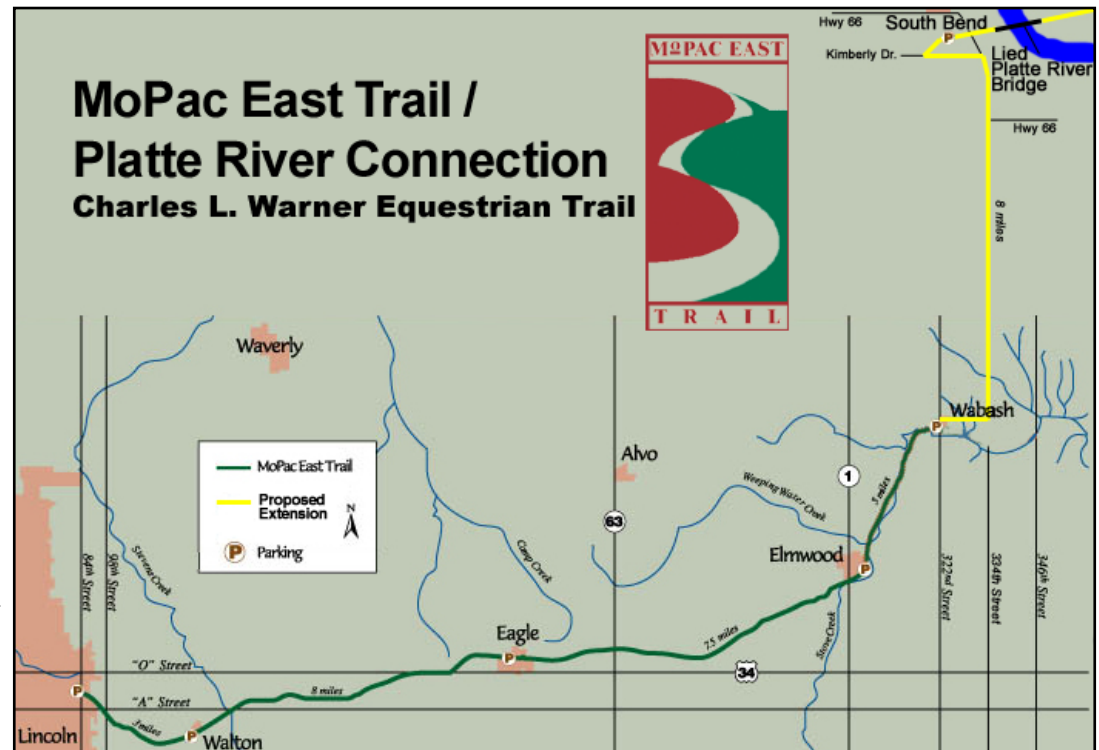 Hwy 66
South Bend
P
Kimberly Dr.
Lied
Platte River
Bridge
Hwy 66
MOPAC EAST
MoPac East Trail /
Platte River Connection
Charles L. Warner Equestrian Trail
8 miles
T R A I L
Waverly
Wabash
P
MoPac East Trail
Proposed
Extension
N
P
Parking
Alvo
1
Weeping Water Creek
5 miles
63
Camp Creek
Elmwood
P
84th Street
98th Street
Stevens Creek
322nd Street
334th Street
346th Street
Eagle
P
7.5 miles
Stove Creek
"O" Street
34
P
8 miles
"A" Street
3 miles
P
Lincoln
Walton